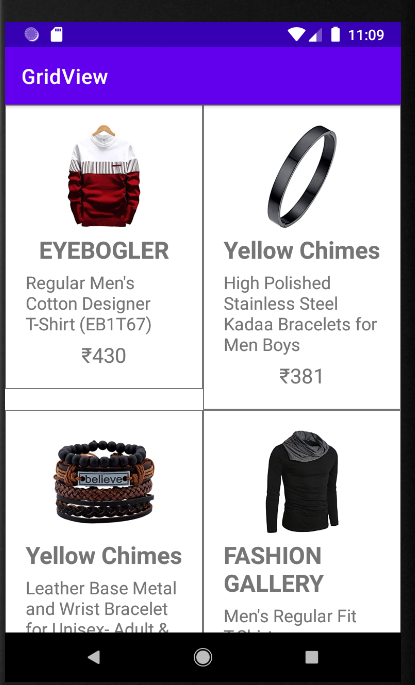 11:09
GridView
EYEBOGLER
Regular Men's
Cotton Designer
T-Shirt (EB1T67)
₹430
Yellow Chimes
High Polished
Stainless Steel
Kadaa Bracelets for
Men Boys
₹381
believe
Yellow Chimes
Leather Base Metal
and Wrist Bracelet
for Unisex- Adult &
FASHION
GALLERY
Men's Regular Fit
T-Shirt